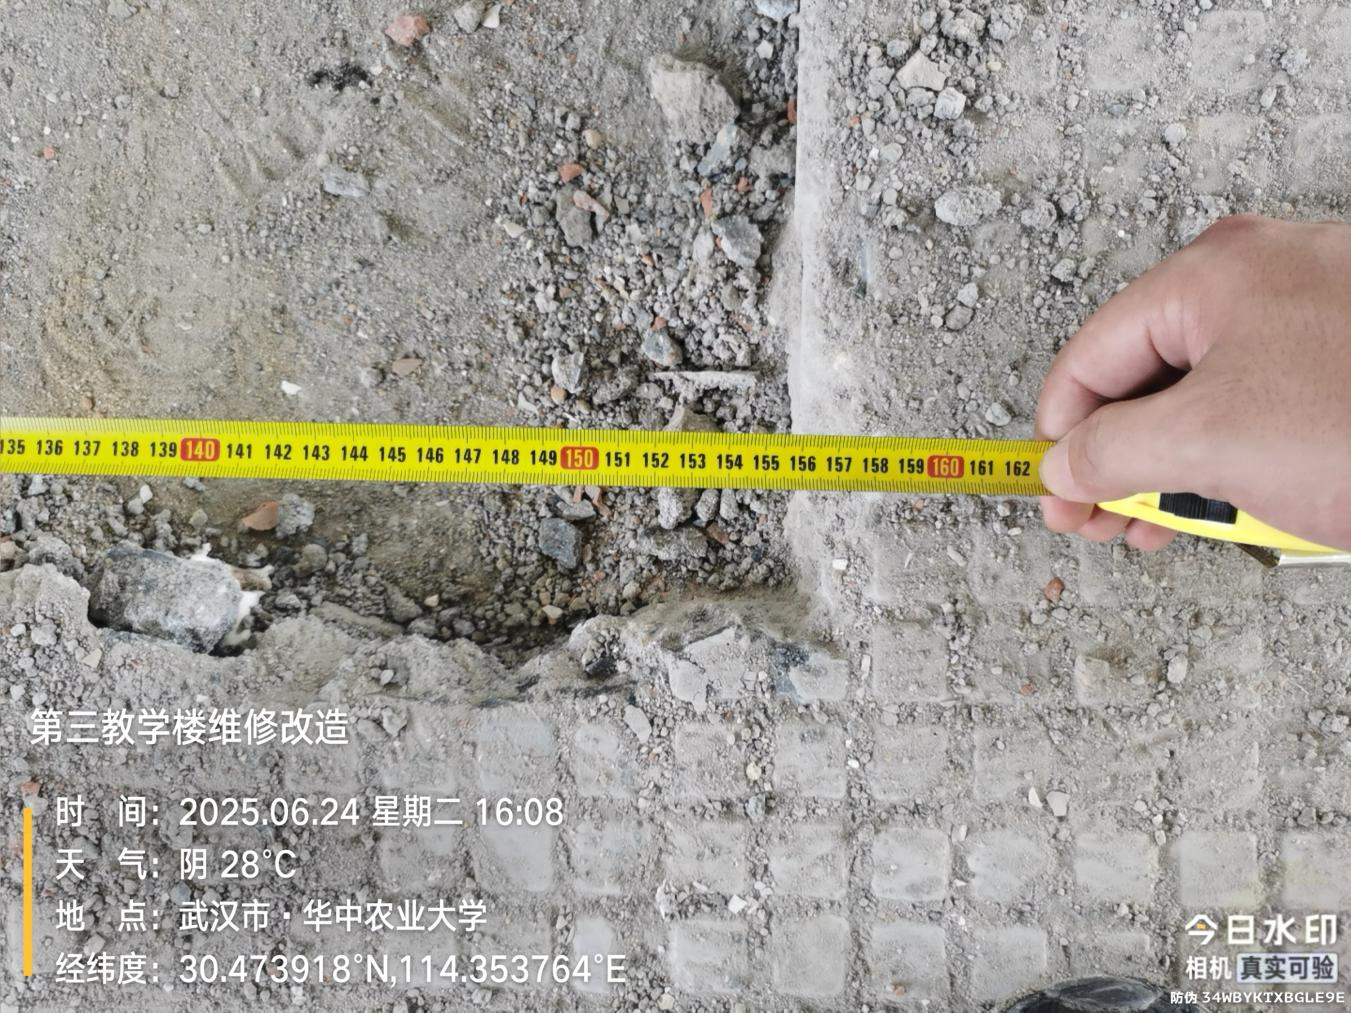 135 136 137 138 139 140 141 142 143 144 145 146 147 148 149 150 151 152 153 154 155 156 157 158 159 160 161 162
第三教学楼维修改造
时 间：2025.06.24 星期二 16:08
天 气：阴 28°C
地 点：武汉市·华中农业大学
经纬度：30.473918°N,114.353764°E
今日水印
相机 真实可验
防伪 34WBYKTXBGLE9E